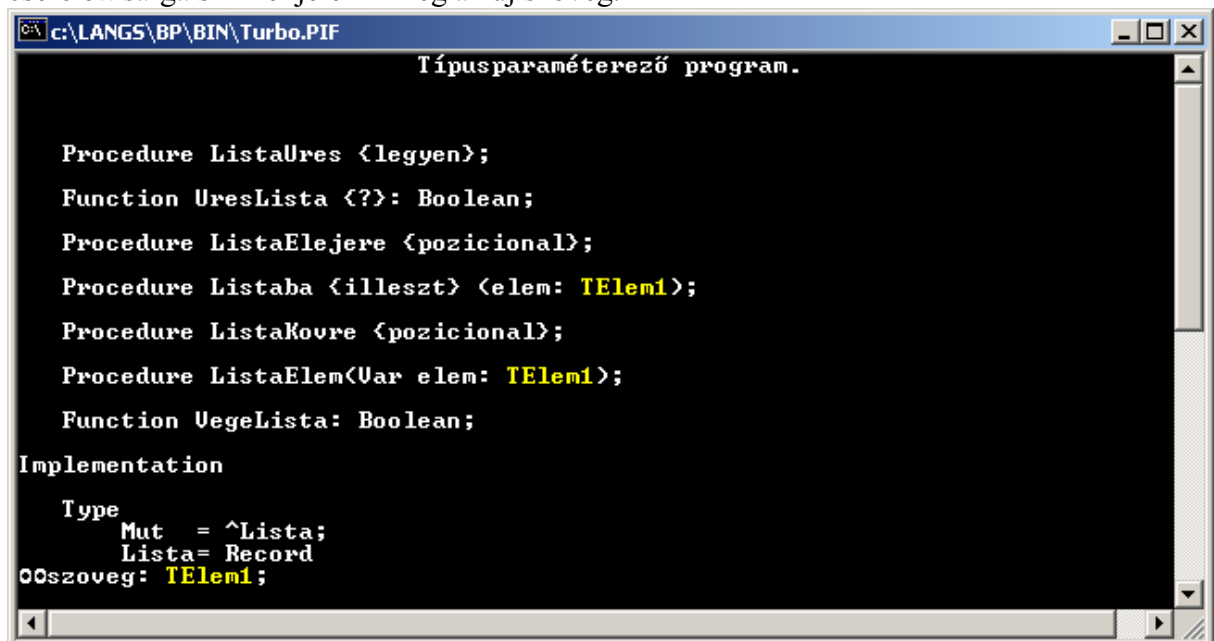 c:\LANGS\BP\BIN\Turbo.PIF
Típusparaméterező program.
Procedure ListaUres {legyen};
Function UresLista {?}: Boolean;
Procedure ListaElejere {pozicional};
Procedure Listaba {illeszt} (elem: TElem1);
Procedure ListaKovre {pozicional};
Procedure ListaElem(Var elem: TElem1);
Function VegeLista: Boolean;
Implementation
Type
Mut = ^Lista;
Lista= Record
szoveg: TElem1;